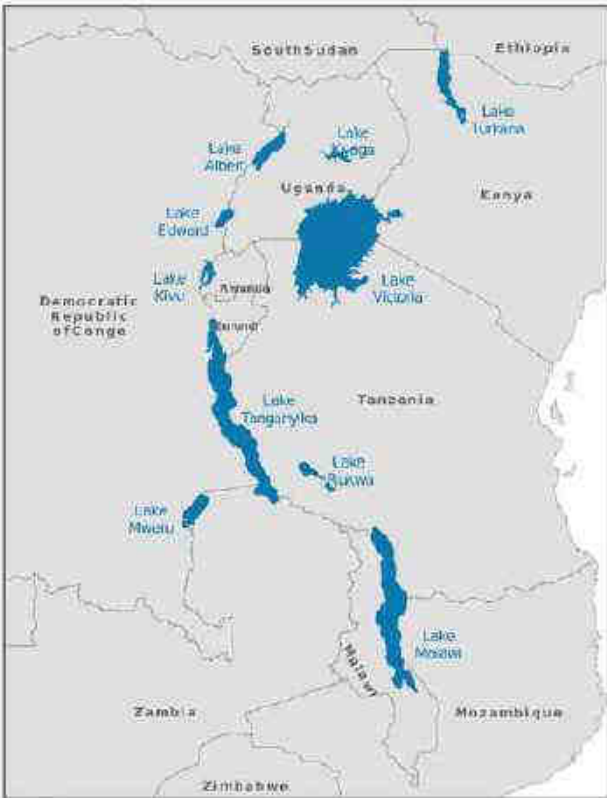 South Sudan
Ethiopia
Lake
Turkana
Lake
Albert
Lake
Kyoga
Uganda
Kenya
Lake
Edward
Lake
Kivu
Rwanda
Lake
Victoria
Democratic
Republic
of Congo
Burundi
Lake
Tanganyika
Tanzania
Lake
Rukwa
Lake
Mweru
Lake
Malawi
Malawi
Zambia
Mozambique
Zimbabwe